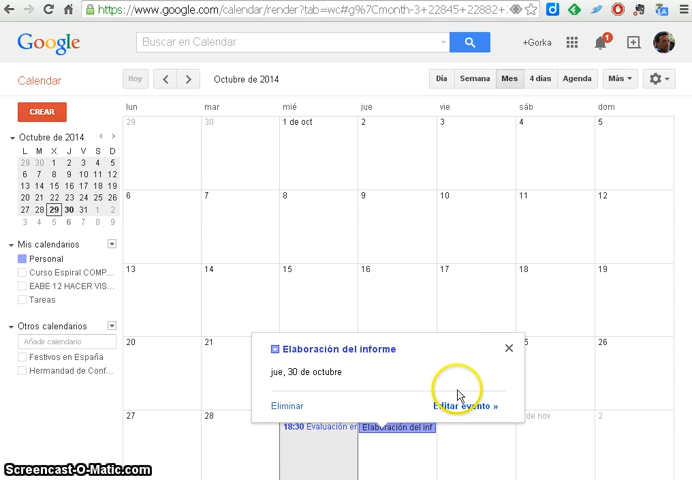 https://www.google.com/calendar/render?tab=wc#g%7Cmonth-3+22845+22882+.
Google
Buscar en Calendar
+Gorka
1
Calendar
Hoy
Octubre de 2014
Día Semana Mes 4 días Agenda
Más
CREAR
Octubre de 2014
L M X J V S D
29 30 1 2 3 4 5
6 7 8 9 10 11 12
13 14 15 16 17 18 19
20 21 22 23 24 25 26
27 28 29 30 31 1 2
3 4 5 6 7 8 9
Mis calendarios
Personal
Curso Espiral COMP...
EABE 12 HACER VIS...
Tareas
Otros calendarios
Añadir calendario
Festivos en España
Hermandad de Conf...
lun mar mié jue vie sáb dom
29 30 1 de oct 2 3 4 5
6 7 8 9 10 11 12
13 14 15 16 17 18 19
20 21 26
Elaboración del informe
jue, 30 de octubre
Eliminar
Editar evento »
27 28 de nov 2
18:30 Evaluación er
Elaboración del inf
Screencast-O-Matic.com